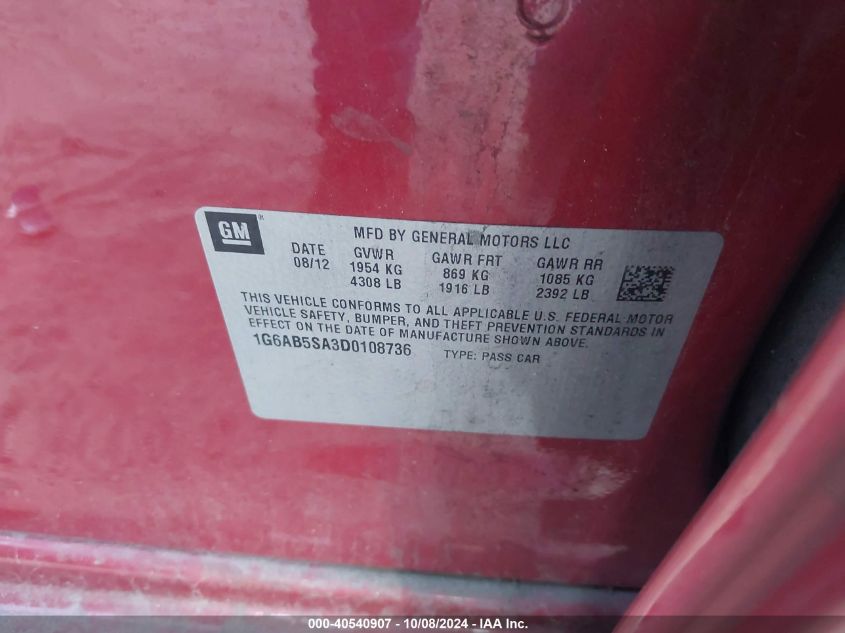 GM ®
MFD BY GENERAL MOTORS LLC
DATE GVWR GAWR FRT GAWR RR
08/12 1954 KG 869 KG 1085 KG
4308 LB 1916 LB 2392 LB
THIS VEHICLE CONFORMS TO ALL APPLICABLE U.S. FEDERAL MOTOR
VEHICLE SAFETY, BUMPER, AND THEFT PREVENTION STANDARDS IN
EFFECT ON THE DATE OF MANUFACTURE SHOWN ABOVE.
1G6AB5SA3D0108736 TYPE: PASS CAR
000-40540907 - 10/08/2024 - IAA Inc.